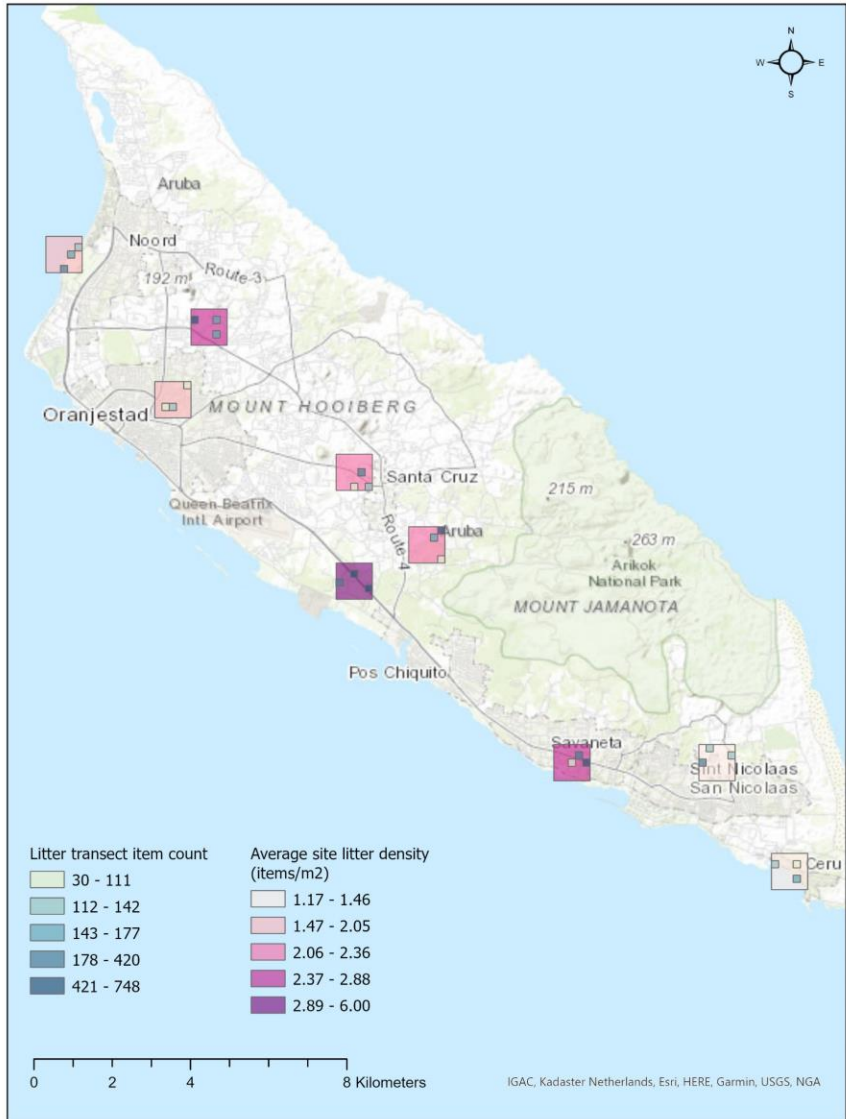 N
W E
S
Aruba
Noord
Route-3
192 m
Oranjestad
MOUNT HOOIBERG
Santa Cruz
215 m
Queen Beatrix
Intl. Airport
Route-4
Aruba
263 m
Arikok
National Park
MOUNT JAMANOTA
Pos Chiquito
Savaneta
Sint Nicolaas
San Nicolaas
Ceru
Litter transect item count
30 - 111
112 - 142
143 - 177
178 - 420
421 - 748
Average site litter density
(items/m2)
1.17 - 1.46
1.47 - 2.05
2.06 - 2.36
2.37 - 2.88
2.89 - 6.00
0 2 4 8 Kilometers
IGAC, Kadaster Netherlands, Esri, HERE, Garmin, USGS, NGA